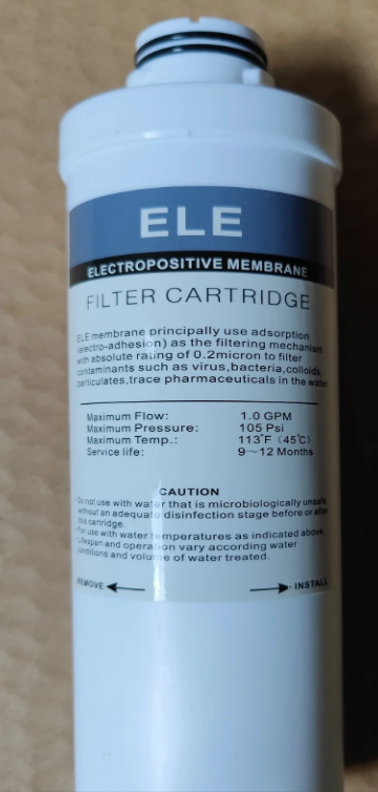 ELE
ELECTROPOSITIVE MEMBRANE
FILTER CARTRIDGE
ELE membrane principally use adsorption
(electro-adhesion) as the filtering mechanism
with absolute rating of 0.2micron to filter
contaminants such as virus,bacteria,colloids,
particulates,trace pharmaceuticals in the water
Maximum Flow: 1.0 GPM
Maximum Pressure: 105 Psi
Maximum Temp.: 113°F (45℃)
Service life: 9~12 Months
CAUTION
·Do not use with water that is microbiologically unsafe
without an adequate disinfection stage before or after
this cartridge.
·For use with water temperatures as indicated above.
·Lifespan and operation vary according water
conditions and volume of water treated.
REMOVE ← → INSTALL